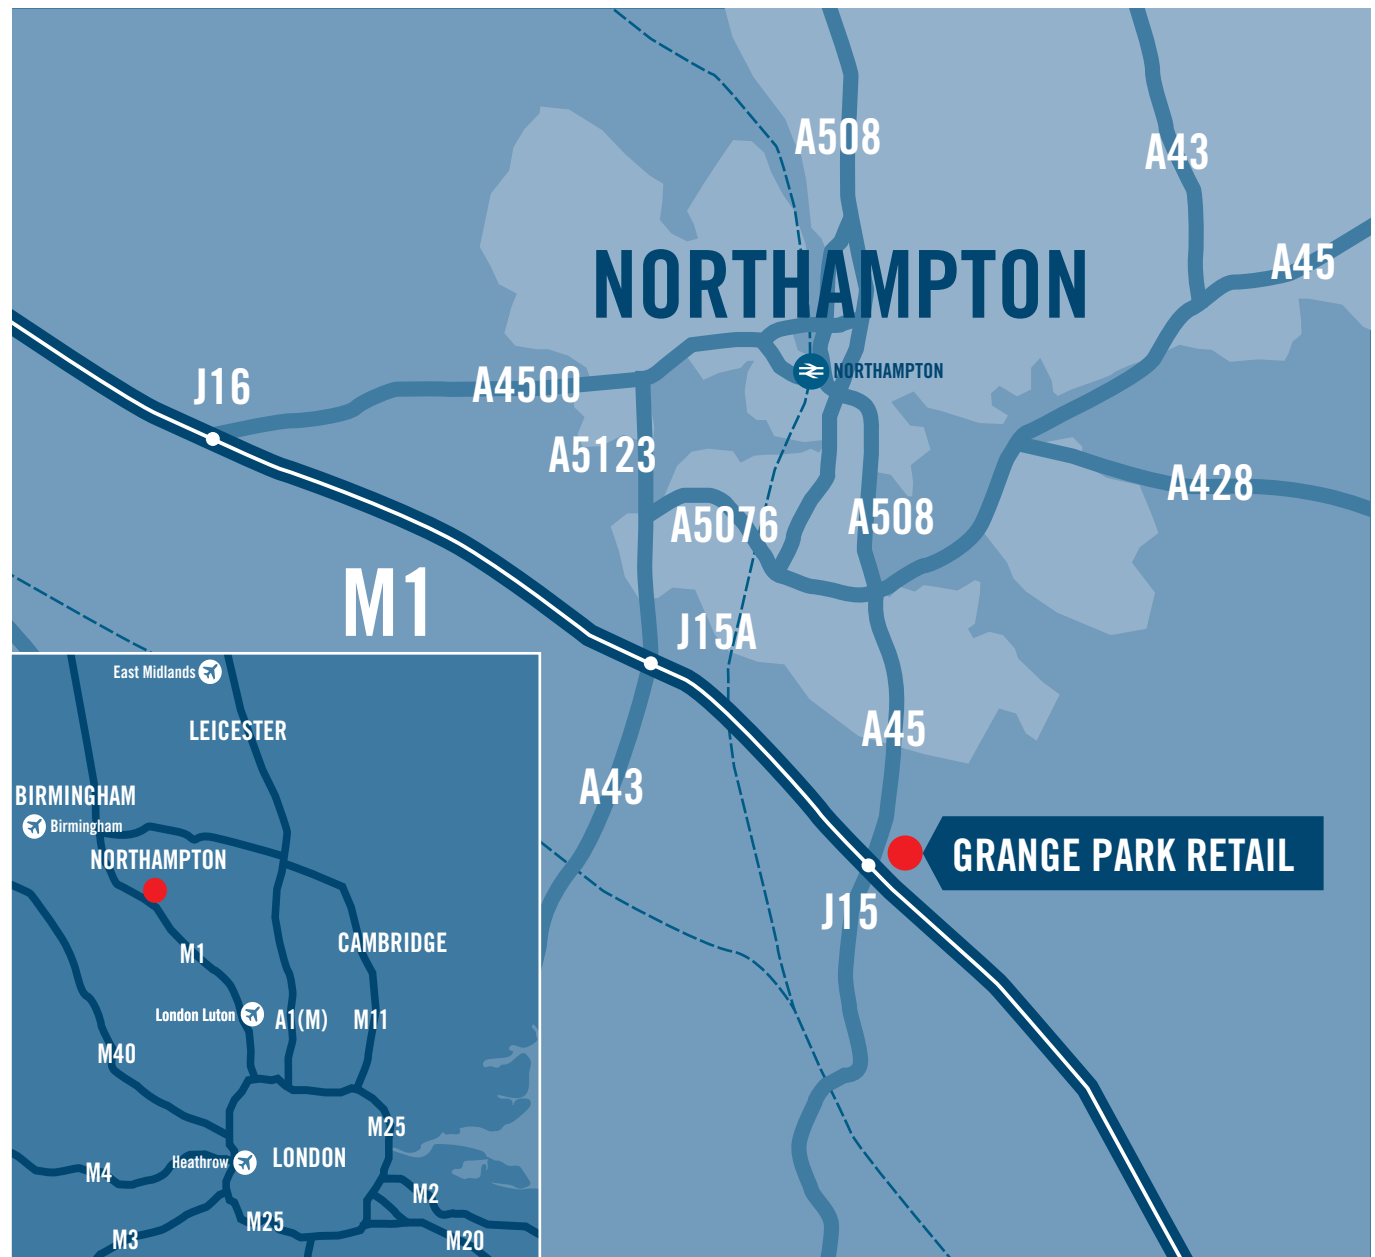 A508
A43
A45
NORTHAMPTON
NORTHAMPTON
J16
A4500
A5123
A428
A5076
A508
M1
J15A
A45
A43
GRANGE PARK RETAIL
J15
East Midlands
LEICESTER
BIRMINGHAM
Birmingham
NORTHAMPTON
CAMBRIDGE
M1
London Luton
A1(M)
M11
M40
M25
Heathrow
LONDON
M4
M2
M25
M3
M20